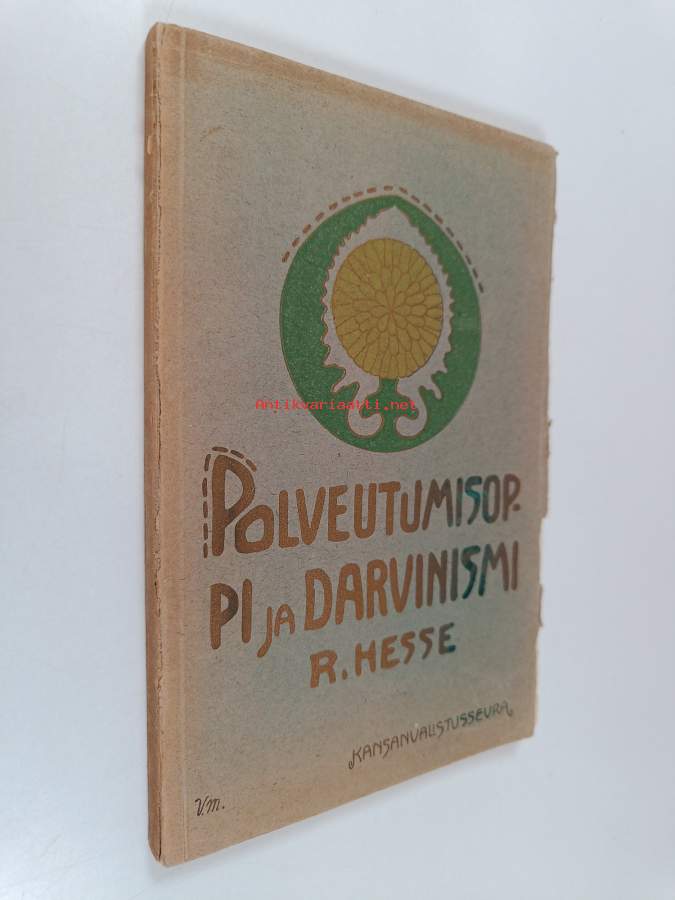 Antikvariaatti.net
POLVEUTUMISOP-
PI JA DARVINISMI
R. HESSE
KANSANVALISTUSSEURA
V.M.